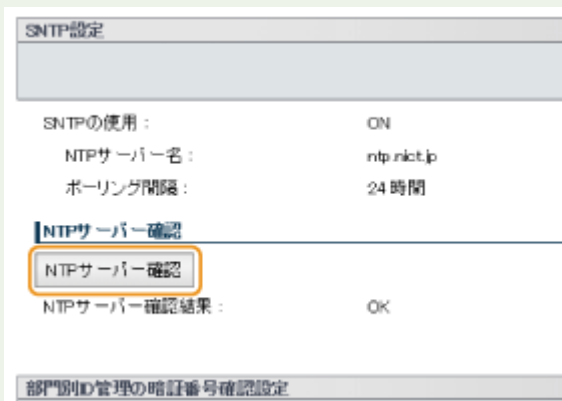 SNTP設定
SNTPの使用： ON
NTPサーバー名： ntp.nict.jp
ポーリング間隔： 24 時間
NTPサーバー確認
NTPサーバー確認
NTPサーバー確認結果： OK
部門別ID管理の暗証番号確認設定